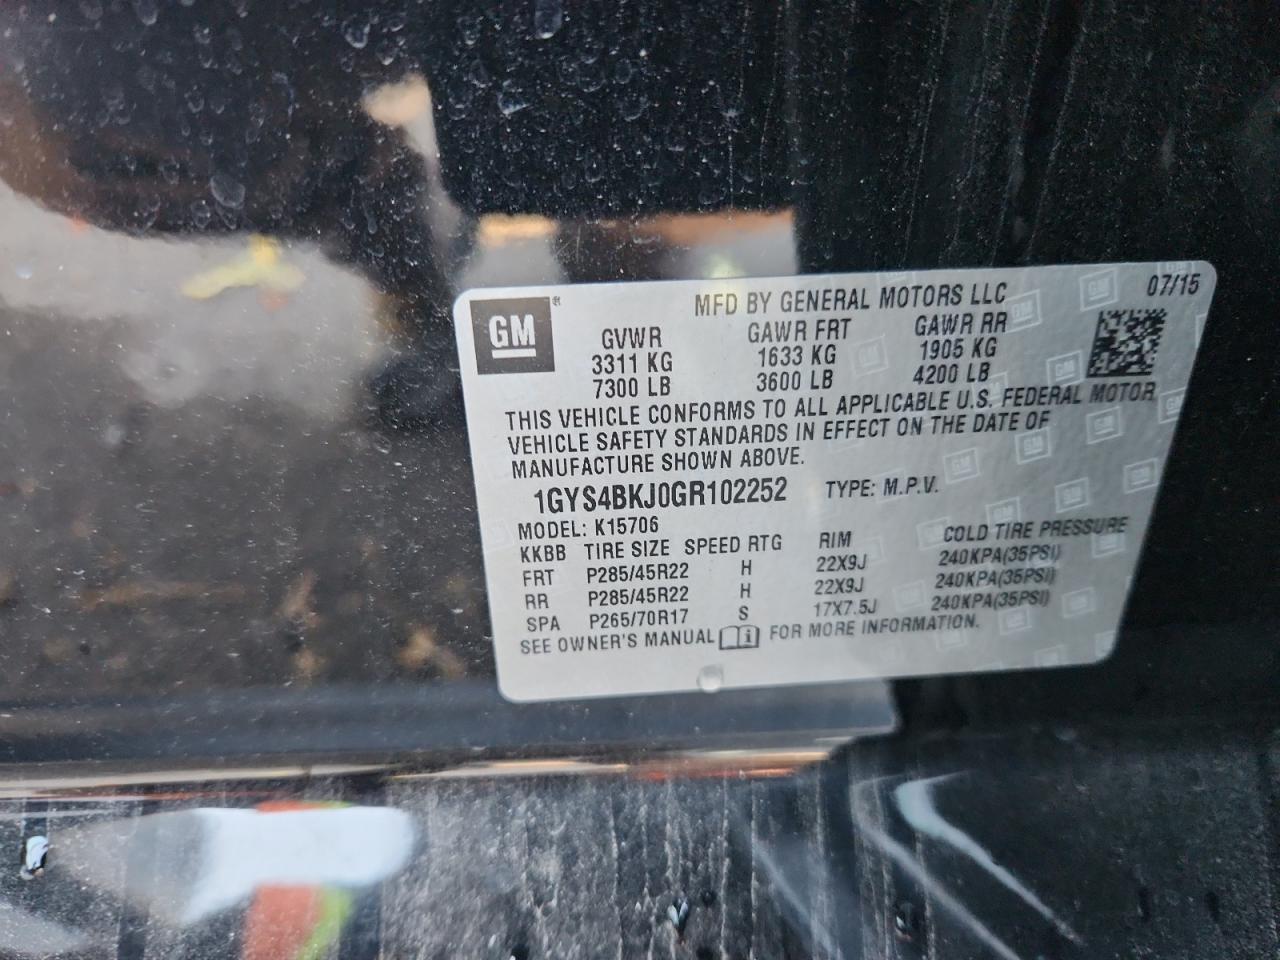 MFD BY GENERAL MOTORS LLC 07/15
GM
GVWR GAWR FRT GAWR RR
3311 KG 1633 KG 1905 KG
7300 LB 3600 LB 4200 LB
THIS VEHICLE CONFORMS TO ALL APPLICABLE U.S. FEDERAL MOTOR
VEHICLE SAFETY STANDARDS IN EFFECT ON THE DATE OF
MANUFACTURE SHOWN ABOVE.
1GYS4BKJ0GR102252 TYPE: M.P.V.
MODEL: K15706
KKBB TIRE SIZE SPEED RTG RIM COLD TIRE PRESSURE
FRT P285/45R22 H 22X9J 240KPA(35PSI)
RR P285/45R22 H 22X9J 240KPA(35PSI)
SPA P265/70R17 S 17X7.5J 240KPA(35PSI)
SEE OWNER'S MANUAL FOR MORE INFORMATION.